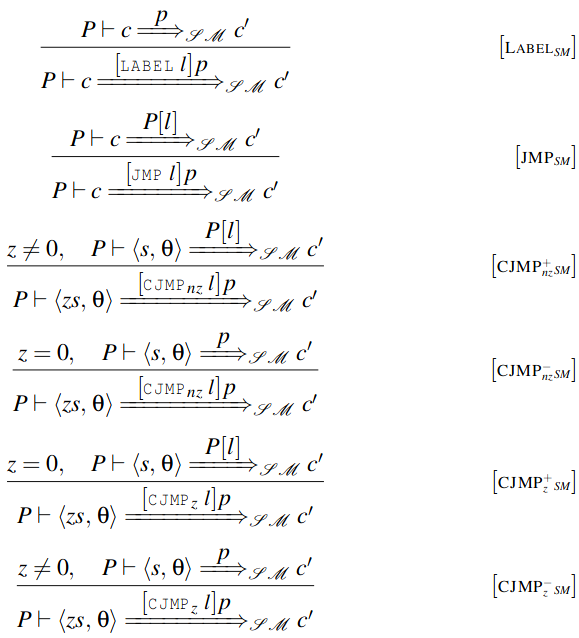 P ⊢ c ═p⇒_𝒮ℳ c′
P ⊢ c ═[LABEL l]p⇒_𝒮ℳ c′ [LABEL_SM]
P ⊢ c ═P[l]⇒_𝒮ℳ c′
P ⊢ c ═[JMP l]p⇒_𝒮ℳ c′ [JMP_SM]
z ≠ 0, P ⊢ ⟨s, θ⟩ ═P[l]⇒_𝒮ℳ c′
P ⊢ ⟨zs, θ⟩ ═[CJMP_nz l]p⇒_𝒮ℳ c′ [CJMP⁺_nz SM]
z = 0, P ⊢ ⟨s, θ⟩ ═p⇒_𝒮ℳ c′
P ⊢ ⟨zs, θ⟩ ═[CJMP_nz l]p⇒_𝒮ℳ c′ [CJMP⁻_nz SM]
z = 0, P ⊢ ⟨s, θ⟩ ═P[l]⇒_𝒮ℳ c′
P ⊢ ⟨zs, θ⟩ ═[CJMP_z l]p⇒_𝒮ℳ c′ [CJMP⁺_z SM]
z ≠ 0, P ⊢ ⟨s, θ⟩ ═p⇒_𝒮ℳ c′
P ⊢ ⟨zs, θ⟩ ═[CJMP_z l]p⇒_𝒮ℳ c′ [CJMP⁻_z SM]